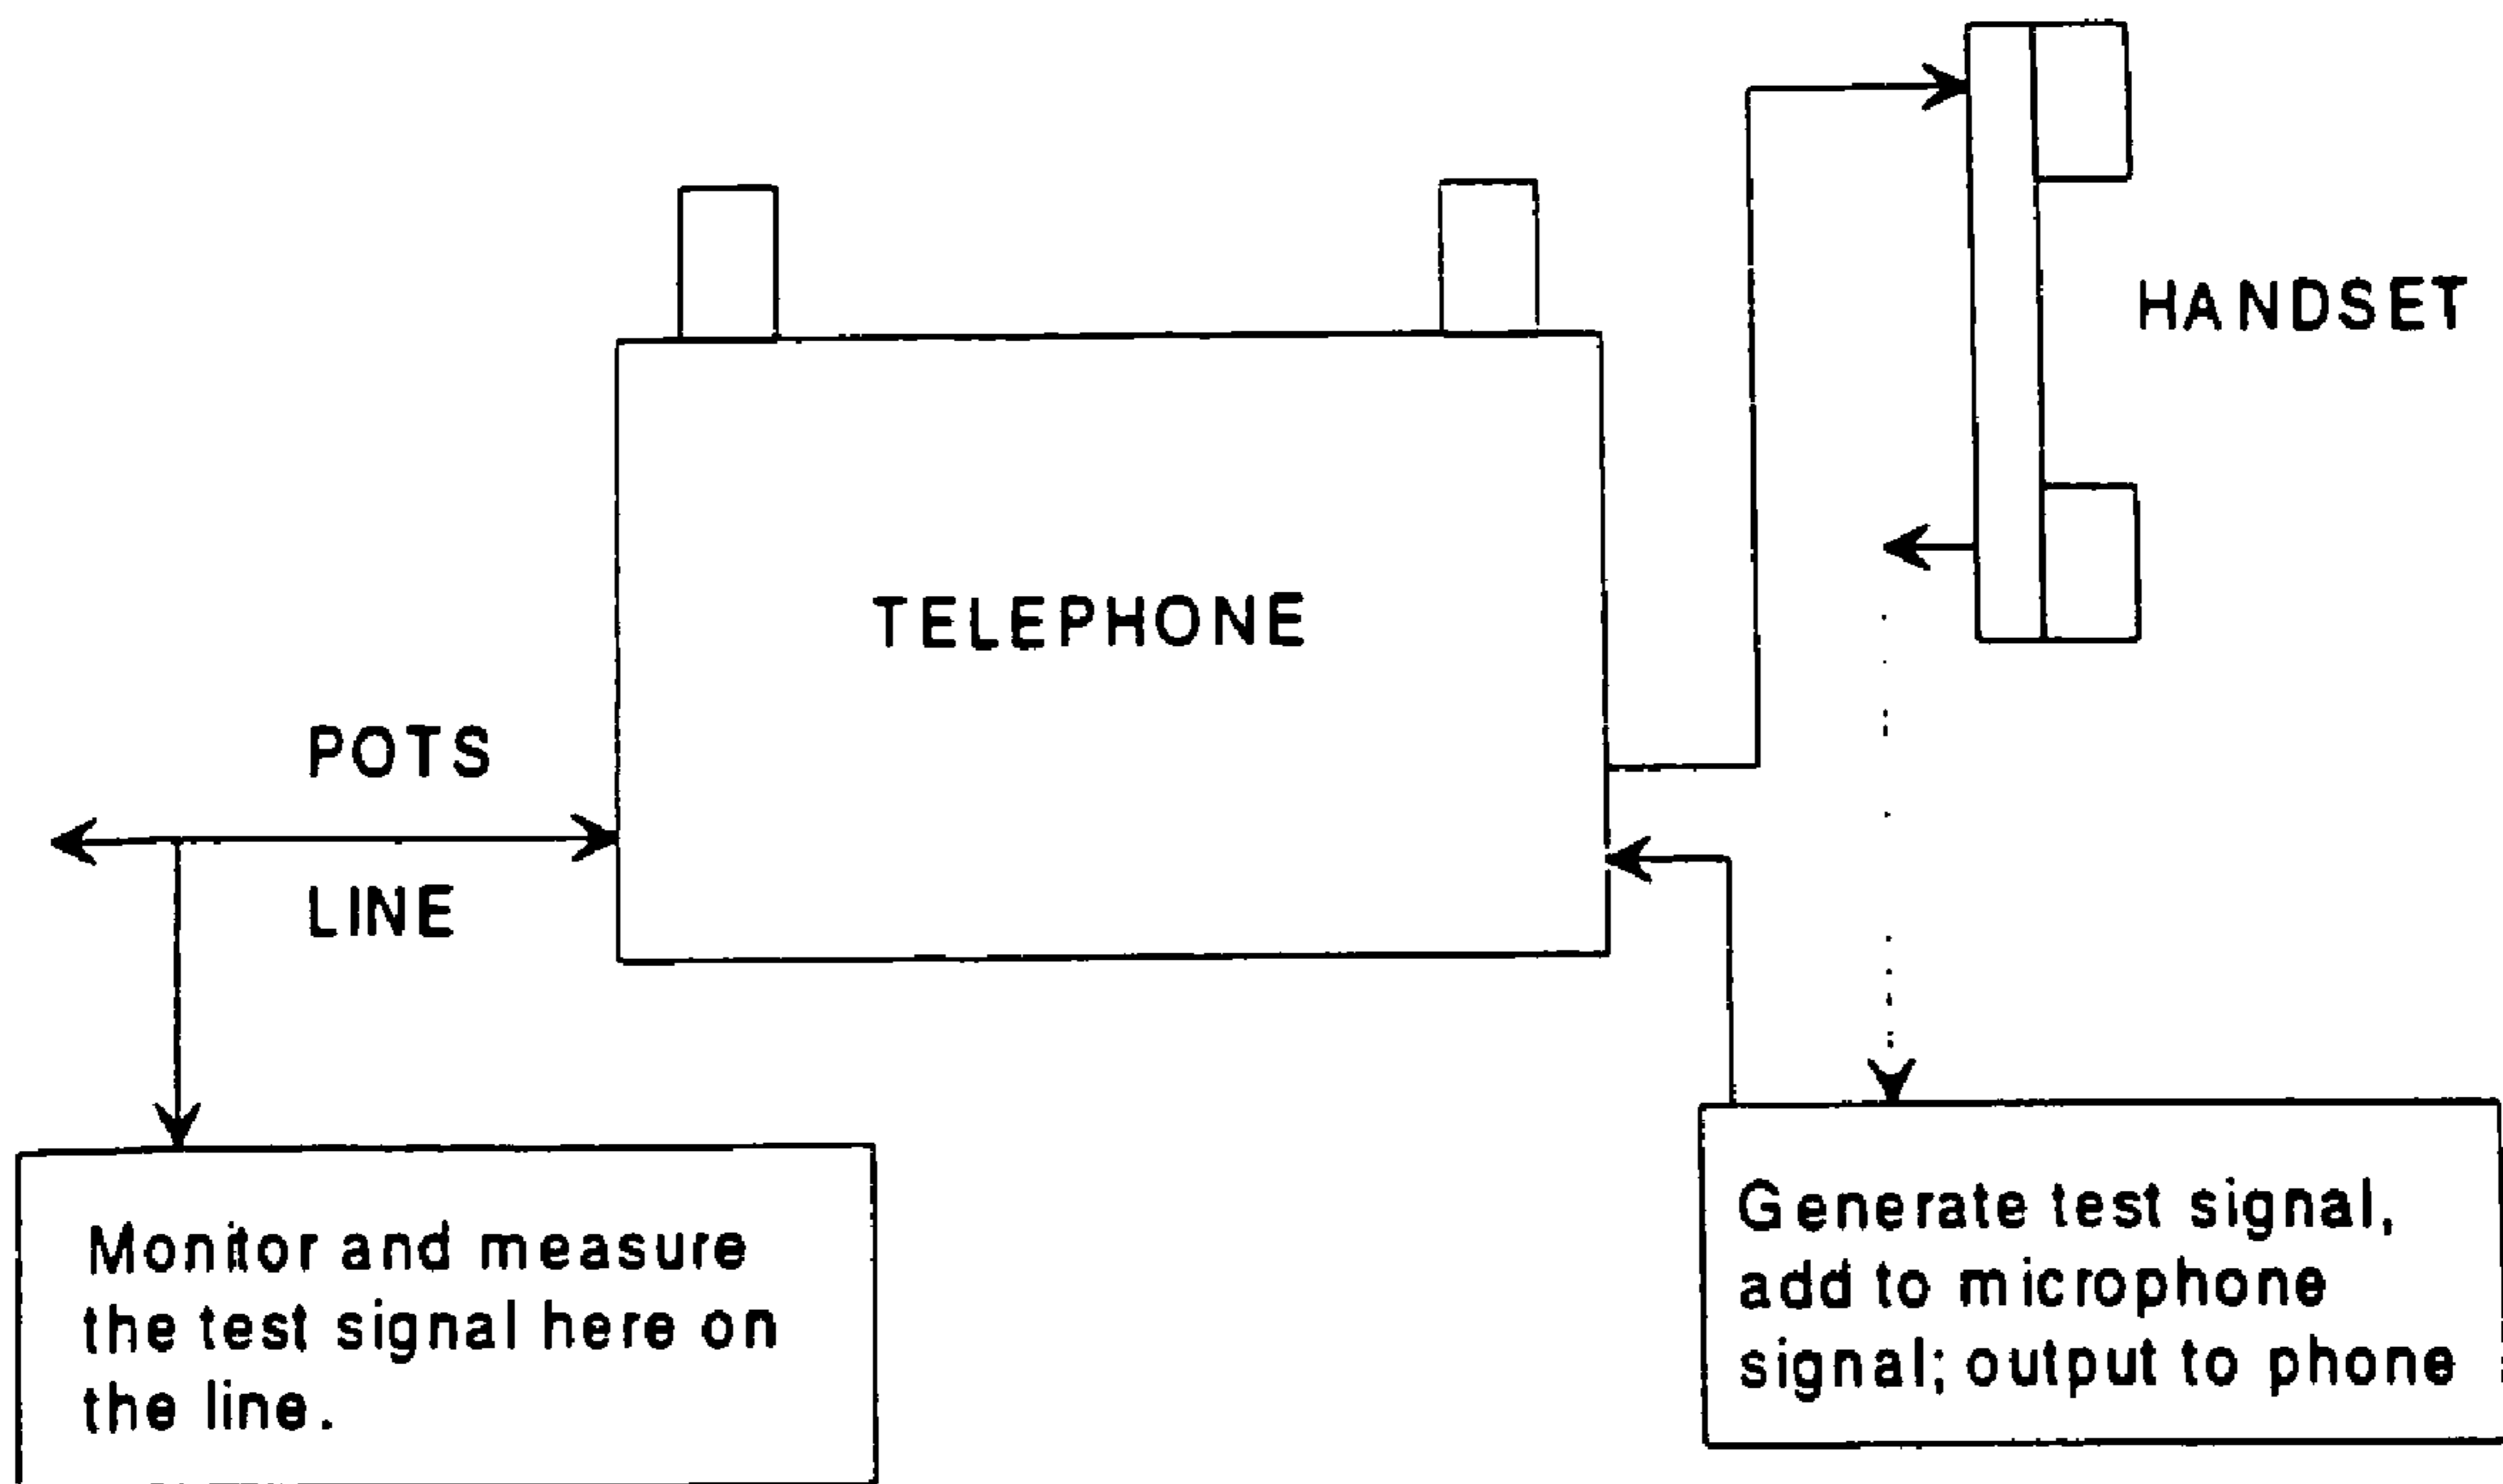 HANDSET
TELEPHONE
POTS
LINE
Monitor and measure
the test signal here on
the line.
Generate test signal,
add to microphone
signal; output to phone